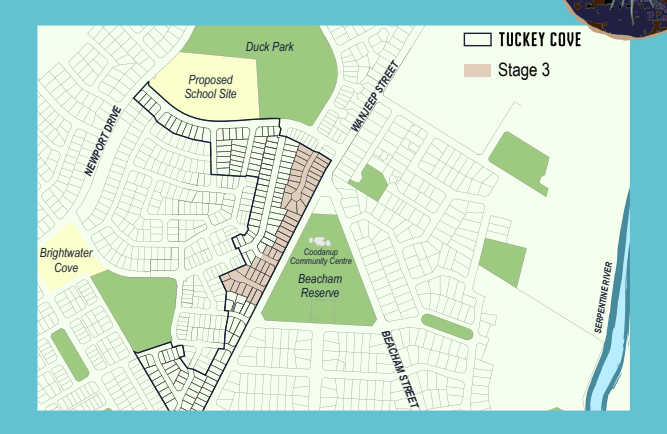 TUCKEY COVE
Stage 3
Duck Park
Proposed
School Site
WANJEEP STREET
NEWPORT DRIVE
Brightwater
Cove
Coodanup
Community Centre
Beacham
Reserve
BEACHAM STREET
SERPENTINE RIVER